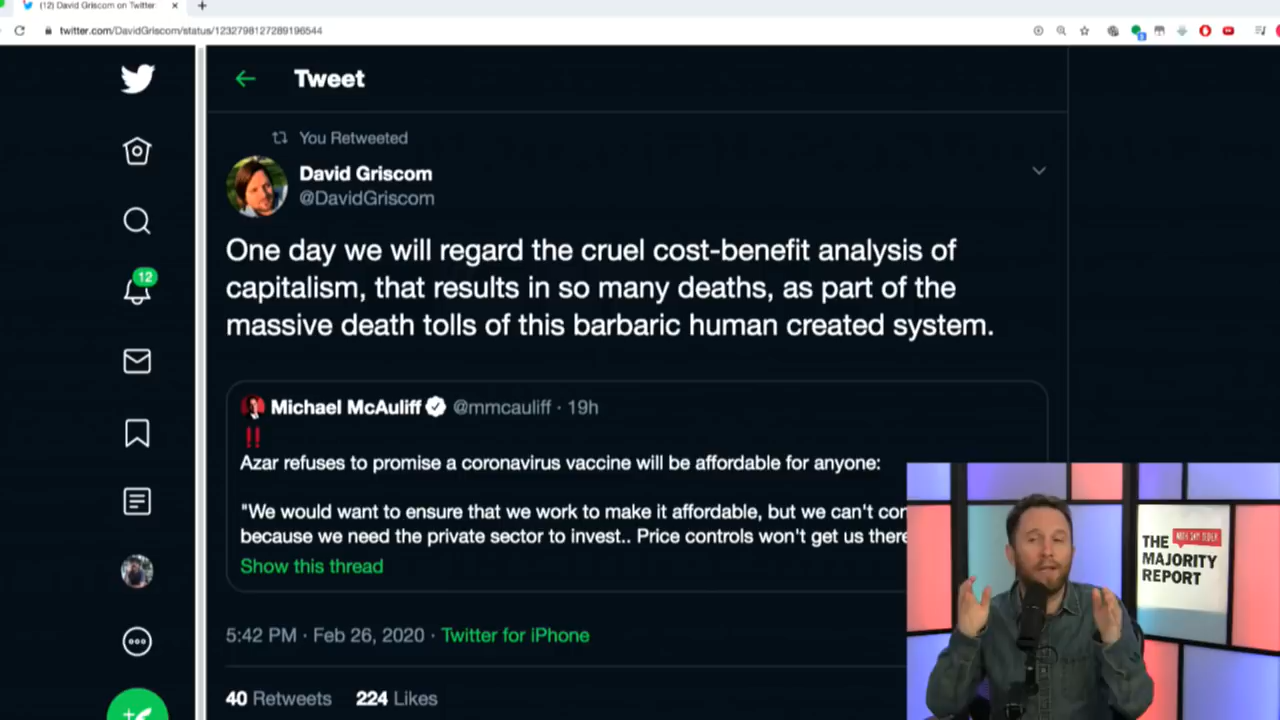 (12) David Griscom on Twitter
twitter.com/DavidGriscom/status/1232798127289196544
Tweet
You Retweeted
David Griscom
@DavidGriscom
One day we will regard the cruel cost-benefit analysis of
capitalism, that results in so many deaths, as part of the
massive death tolls of this barbaric human created system.
12
Michael McAuliff @mmcauliff · 19h
!!
Azar refuses to promise a coronavirus vaccine will be affordable for anyone:
"We would want to ensure that we work to make it affordable, but we can't con
because we need the private sector to invest.. Price controls won't get us there
Show this thread
5:42 PM · Feb 26, 2020 · Twitter for iPhone
40 Retweets 224 Likes
THE
WITH SAM SEDER
MAJORITY
REPORT